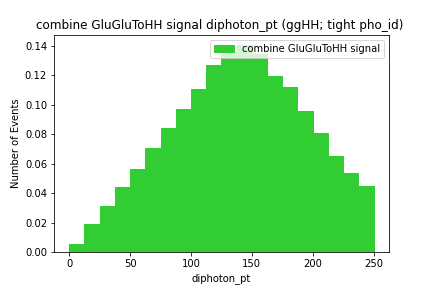 combine GluGluToHH signal diphoton_pt (ggHH; tight pho_id)
combine GluGluToHH signal
Number of Events
0.14
0.12
0.10
0.08
0.06
0.04
0.02
0.00
0 50 100 150 200 250
diphoton_pt